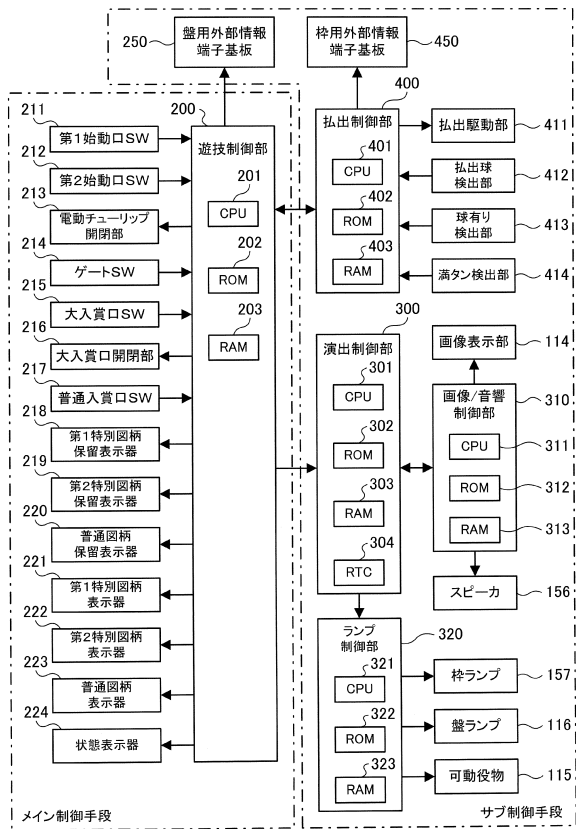 250
盤用外部情報
端子基板
枠用外部情報
端子基板
450
211
第1始動口SW
212
第2始動口SW
213
電動チューリップ
開閉部
214
ゲートSW
215
大入賞口SW
216
大入賞口開閉部
217
普通入賞口SW
218
第1特別図柄
保留表示器
219
第2特別図柄
保留表示器
220
普通図柄
保留表示器
221
第1特別図柄
表示器
222
第2特別図柄
表示器
223
普通図柄
表示器
224
状態表示器
メイン制御手段
200
遊技制御部
201
CPU
202
ROM
203
RAM
400
払出制御部
401
CPU
402
ROM
403
RAM
払出駆動部
411
払出球
検出部
412
球有り
検出部
413
満タン検出部
414
300
演出制御部
301
CPU
302
ROM
303
RAM
304
RTC
画像表示部
114
画像/音響
制御部
310
CPU
311
ROM
312
RAM
313
スピーカ
156
ランプ
制御部
320
321
CPU
322
ROM
323
RAM
枠ランプ
157
盤ランプ
116
可動役物
115
サブ制御手段